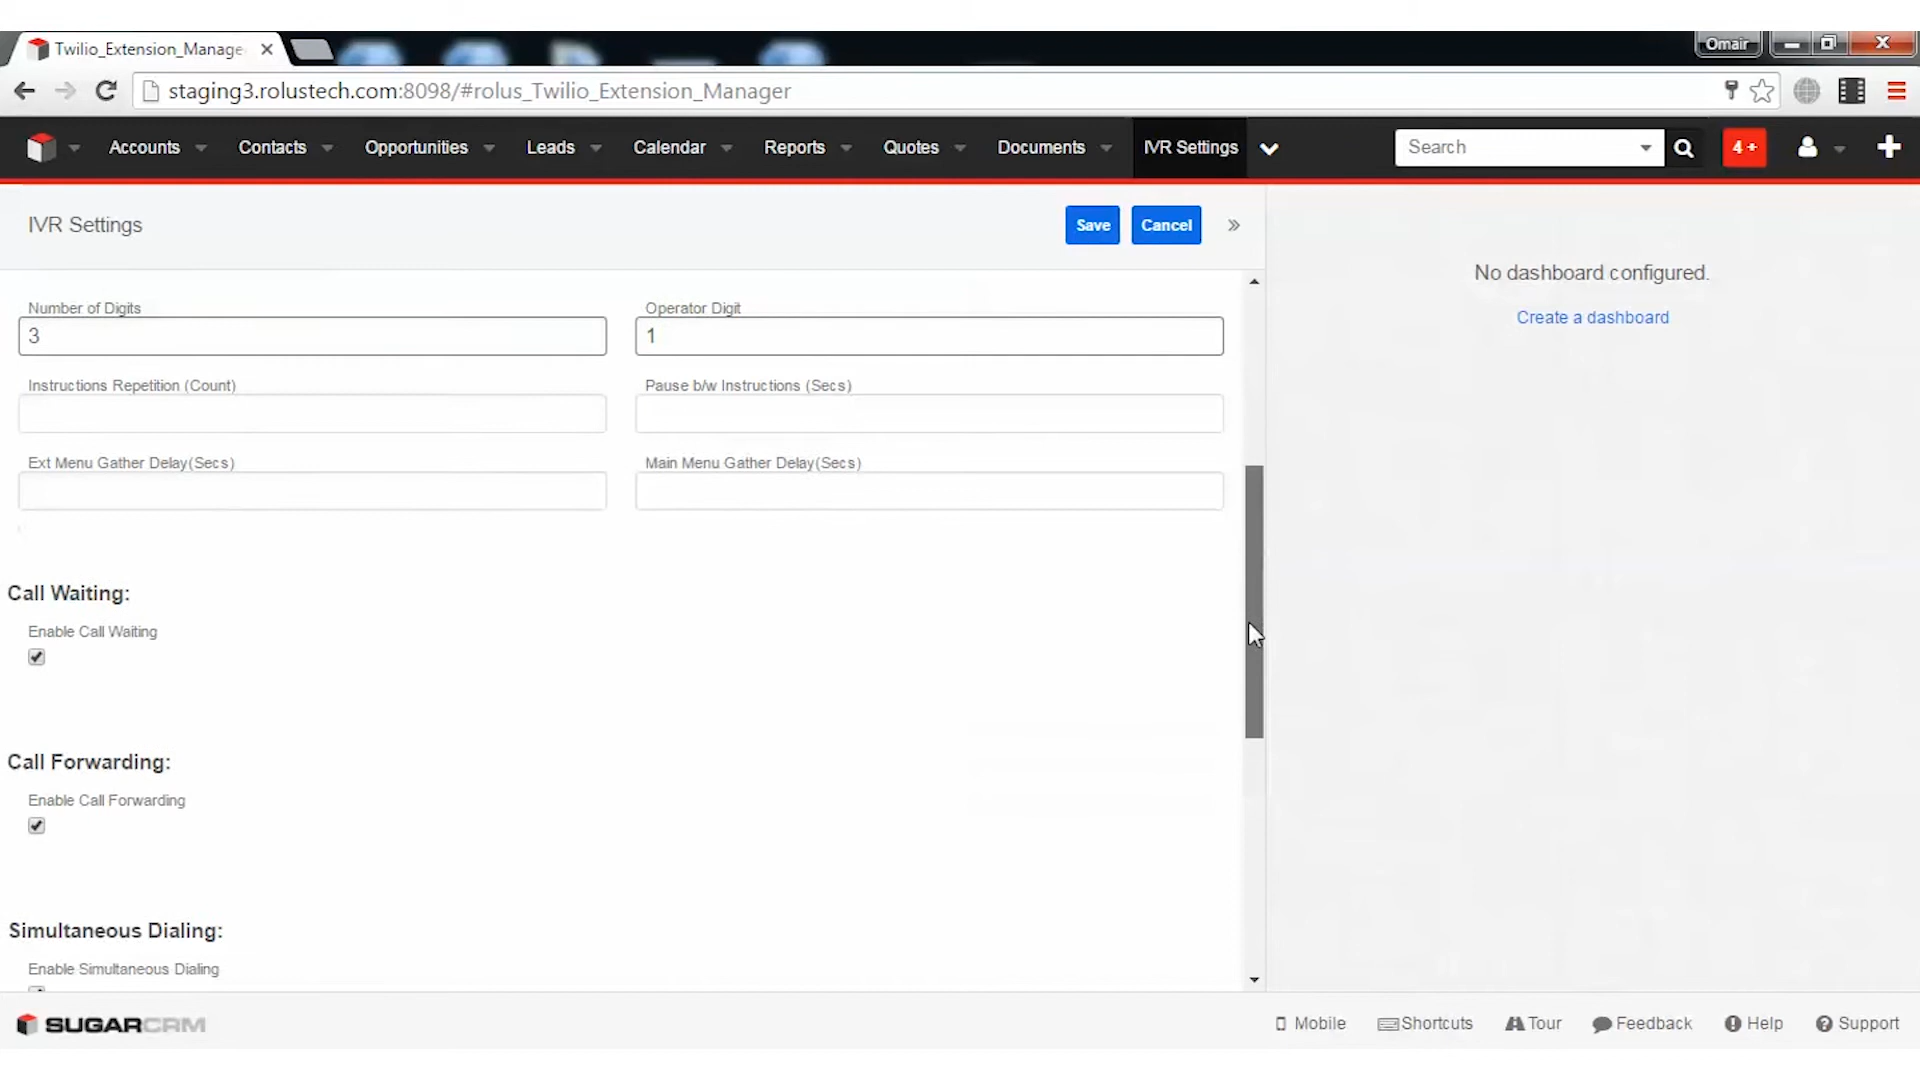 Twilio_Extension_Manage
Omair
staging3.rolustech.com:8098/#rolus_Twilio_Extension_Manager
Accounts Contacts Opportunities Leads Calendar Reports Quotes Documents IVR Settings Search 4 +
IVR Settings Save Cancel »
No dashboard configured.
Create a dashboard
Number of Digits Operator Digit
3 1
Instructions Repetition (Count) Pause b/w Instructions (Secs)
Ext Menu Gather Delay(Secs) Main Menu Gather Delay(Secs)
Call Waiting:
Enable Call Waiting
Call Forwarding:
Enable Call Forwarding
Simultaneous Dialing:
Enable Simultaneous Dialing
SUGARCRM Mobile Shortcuts Tour Feedback Help Support